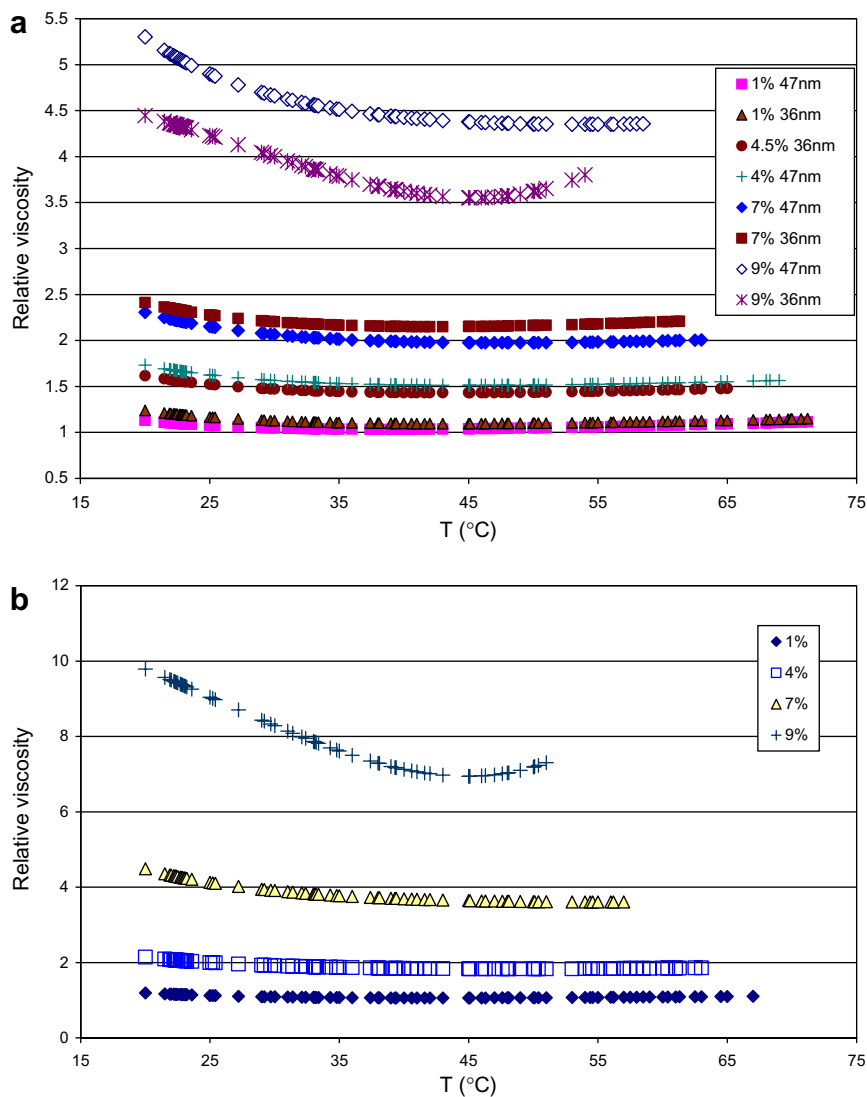 a
5.5
5
4.5
4
3.5
3
2.5
2
1.5
1
0.5
Relative viscosity
15 25 35 45 55 65 75
T (°C)
1% 47nm
1% 36nm
4.5% 36nm
4% 47nm
7% 47nm
7% 36nm
9% 47nm
9% 36nm
b
12
10
8
6
4
2
0
Relative viscosity
15 25 35 45 55 65 75
T (°C)
1%
4%
7%
9%